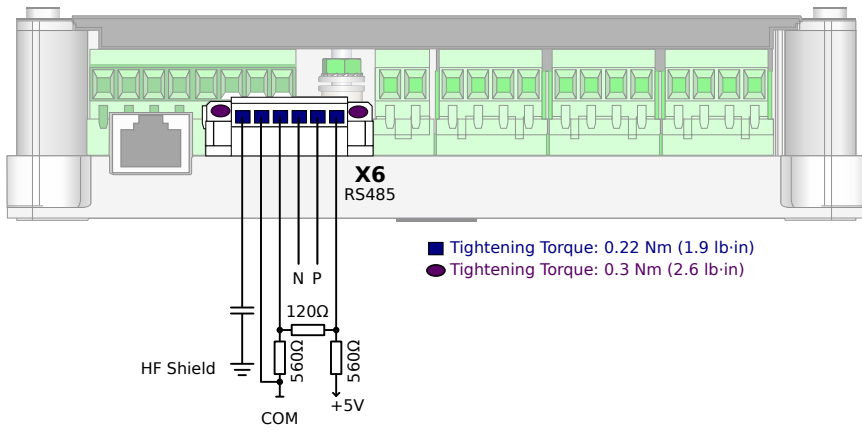 X6
RS485
Tightening Torque: 0.22 Nm (1.9 lb·in)
Tightening Torque: 0.3 Nm (2.6 lb·in)
N P
120Ω
560Ω
560Ω
HF Shield
+5V
COM